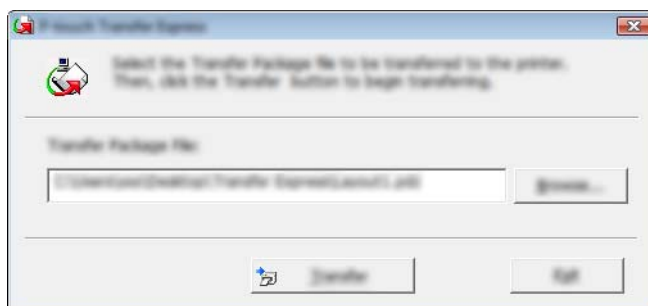 P-touch Transfer Express
Select the Transfer Package file to be transferred to the printer.
Then, click the Transfer button to begin transferring.
Transfer Package File:
Browse...
Transfer
Exit